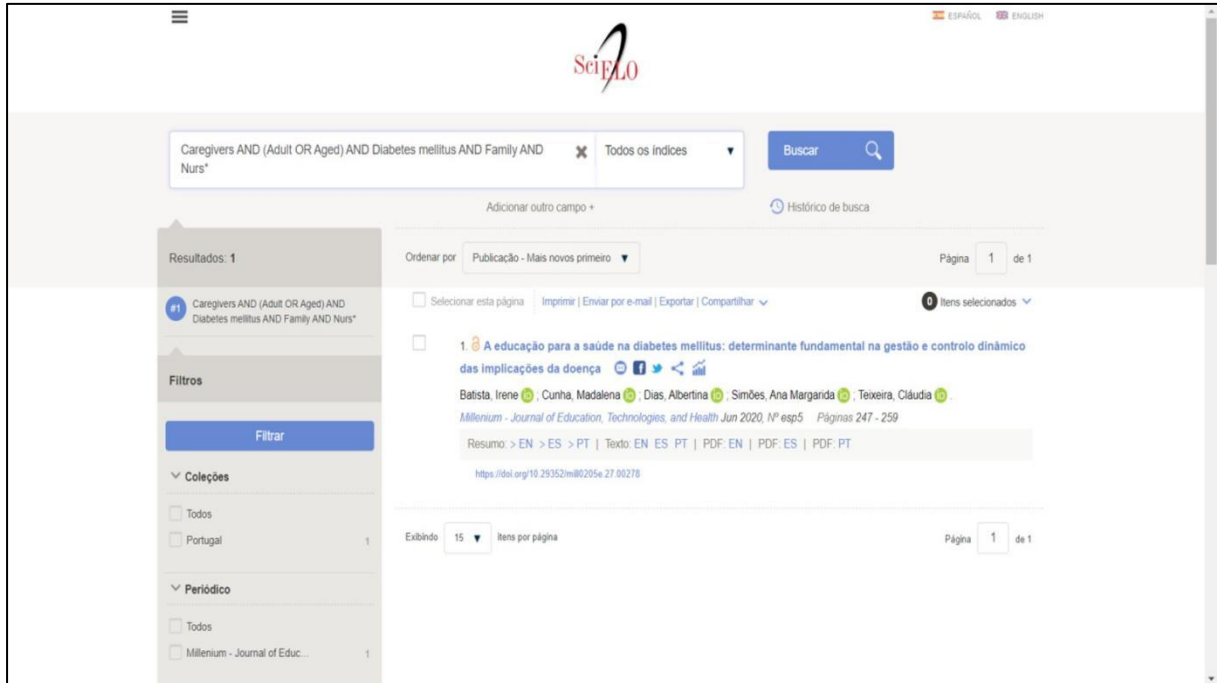 ESPAÑOL ENGLISH
SciELO
Caregivers AND (Adult OR Aged) AND Diabetes mellitus AND Family AND
Nurs*
Todos os índices
Buscar
Adicionar outro campo +
Histórico de busca
Resultados: 1
Ordenar por Publicação - Mais novos primeiro
Página 1 de 1
#1 Caregivers AND (Adult OR Aged) AND
Diabetes mellitus AND Family AND Nurs*
Selecionar esta página Imprimir | Enviar por e-mail | Exportar | Compartilhar
0 Itens selecionados
1. A educação para a saúde na diabetes mellitus: determinante fundamental na gestão e controlo dinâmico
das implicações da doença
Batista, Irene ; Cunha, Madalena ; Dias, Albertina ; Simões, Ana Margarida ; Teixeira, Cláudia .
Millenium - Journal of Education, Technologies, and Health Jun 2020, Nº esp5 Páginas 247 - 259
Resumo: > EN > ES > PT | Texto: EN ES PT | PDF: EN | PDF: ES | PDF: PT
https://doi.org/10.29352/mill0205e.27.00278
Filtros
Filtrar
Coleções
Todos
Portugal 1
Periódico
Todos
Millenium - Journal of Educ... 1
Exibindo 15 itens por página
Página 1 de 1